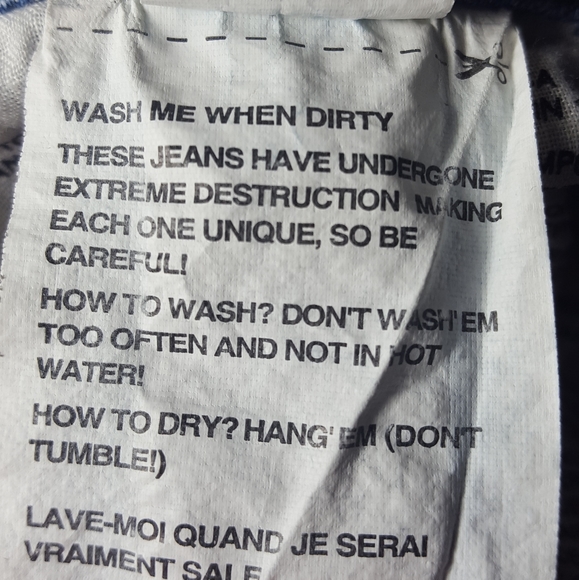 WASH ME WHEN DIRTY
THESE JEANS HAVE UNDERGONE
EXTREME DESTRUCTION MAKING
EACH ONE UNIQUE, SO BE
CAREFUL!
HOW TO WASH? DON'T WASH'EM
TOO OFTEN AND NOT IN HOT
WATER!
HOW TO DRY? HANG'EM (DON'T
TUMBLE!)
LAVE-MOI QUAND JE SERAI
VRAIMENT SALE